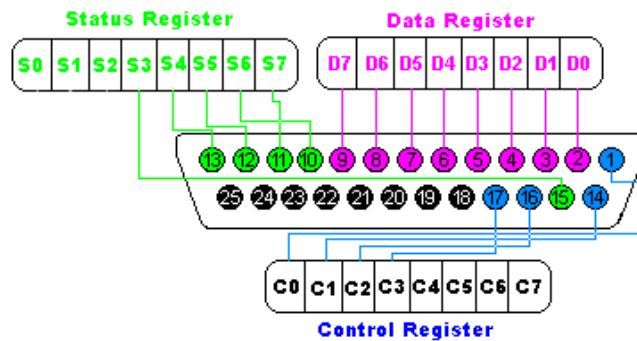 Status Register
Data Register
S0 S1 S2 S3 S4 S5 S6 S7
D7 D6 D5 D4 D3 D2 D1 D0
13 12 11 10 9 8 7 6 5 4 3 2 1
25 24 23 22 21 20 19 18 17 16 15 14
C0 C1 C2 C3 C4 C5 C6 C7
Control Register